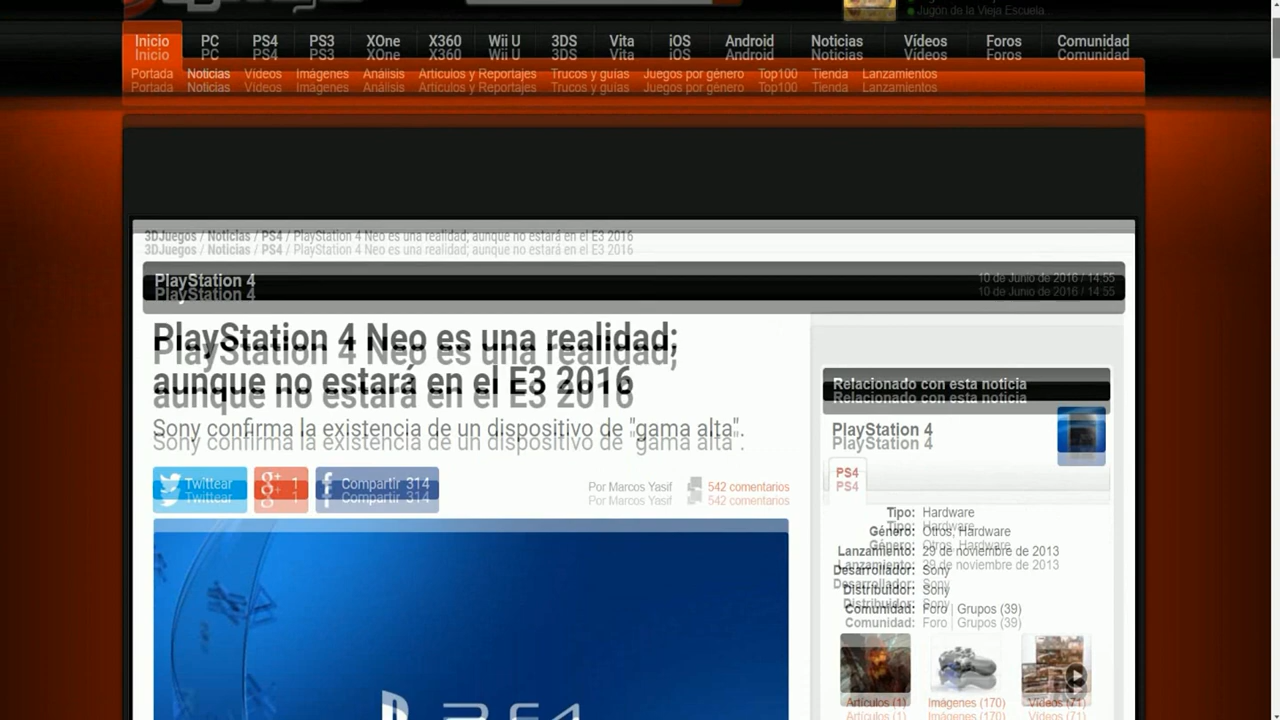 Jugón de la Vieja Escuela...
Inicio PC PS4 PS3 XOne X360 Wii U 3DS Vita iOS Android Noticias Vídeos Foros Comunidad
Portada Noticias Vídeos Imágenes Análisis Artículos y Reportajes Trucos y guías Juegos por género Top100 Tienda Lanzamientos
3DJuegos / Noticias / PS4 / PlayStation 4 Neo es una realidad; aunque no estará en el E3 2016
PlayStation 4
10 de Junio de 2016 / 14:55
PlayStation 4 Neo es una realidad;
aunque no estará en el E3 2016
Sony confirma la existencia de un dispositivo de "gama alta".
Twittear
g+ 1
Compartir 314
Por Marcos Yasif
542 comentarios
PS4
Relacionado con esta noticia
PlayStation 4
PS4
Tipo: Hardware
Género: Otros, Hardware
Lanzamiento: 29 de noviembre de 2013
Desarrollador: Sony
Distribuidor: Sony
Comunidad: Foro | Grupos (39)
Artículos (1) Imágenes (170) Vídeos (71)